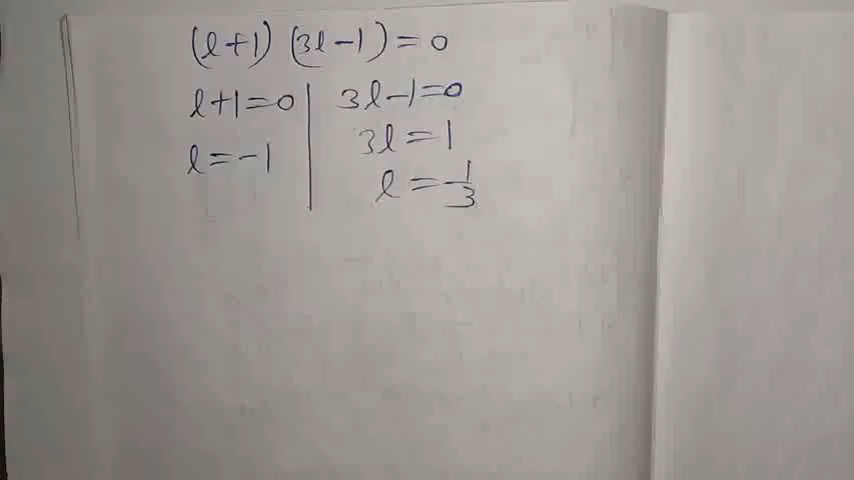 (l+1) (3l-1) = 0
l+1=0 | 3l-1=0
l=-1 | 3l=1
l=1/3